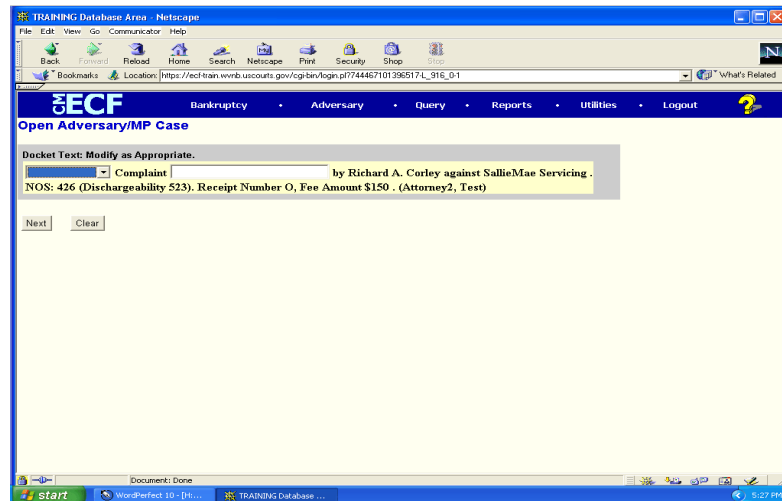 TRAINING Database Area - Netscape
File Edit View Go Communicator Help
Back Forward Reload Home Search Netscape Print Security Shop Stop
N
Bookmarks Location: https://ecf-train.wvnb.uscourts.gov/cgi-bin/login.pl?744467101396517-L_916_0-1 What's Related
CM ECF Bankruptcy • Adversary • Query • Reports • Utilities • Logout ?
Open Adversary/MP Case
Docket Text: Modify as Appropriate.
Complaint by Richard A. Corley against SallieMae Servicing .
NOS: 426 (Dischargeability 523). Receipt Number O, Fee Amount $150 . (Attorney2, Test)
Next Clear
Document: Done
start WordPerfect 10 - [H:... TRAINING Database ... 5:27 PM